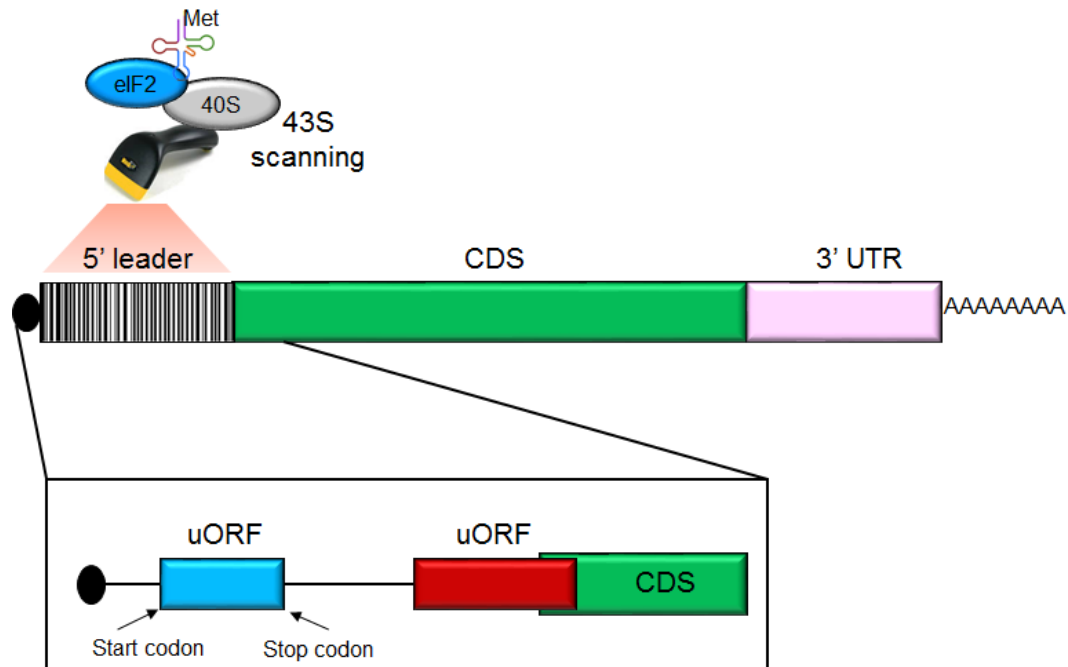 Met
eIF2
40S
43S
scanning
5’ leader
CDS
3’ UTR
AAAAAAAA
uORF
uORF
CDS
Start codon
Stop codon